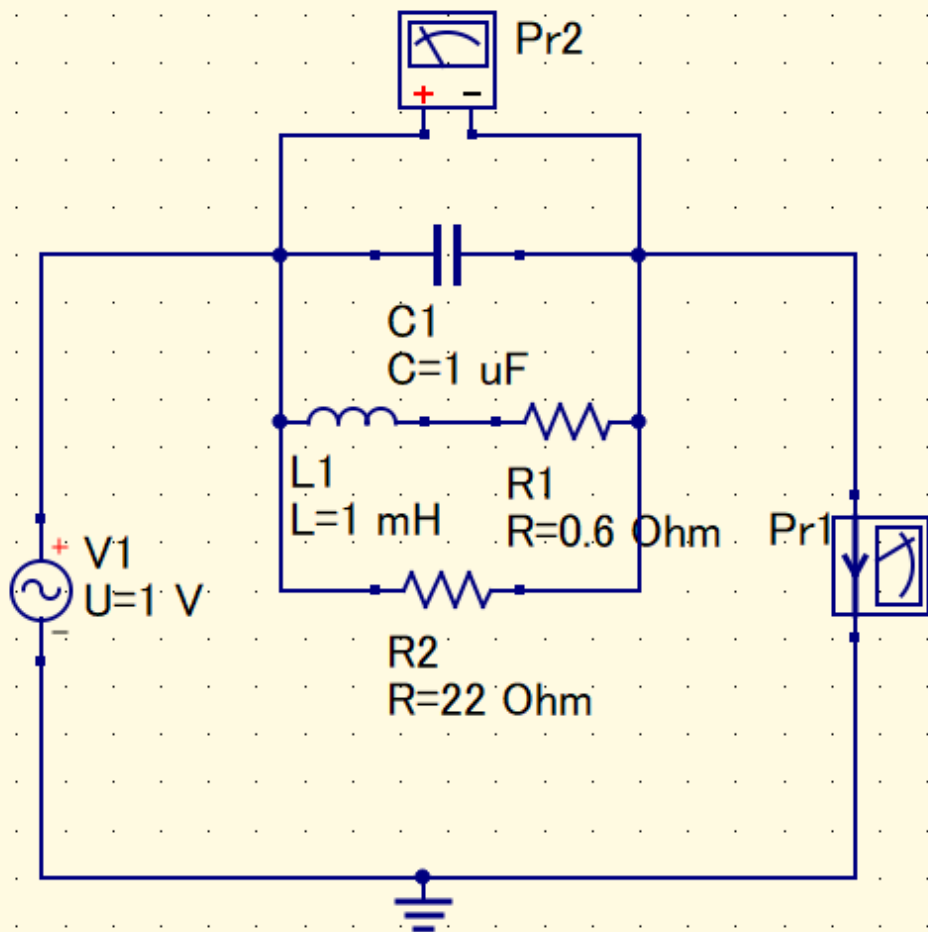 Pr2
+ −
C1
C=1 uF
L1
L=1 mH
R1
R=0.6 Ohm
Pr1
+
V1
U=1 V
−
R2
R=22 Ohm